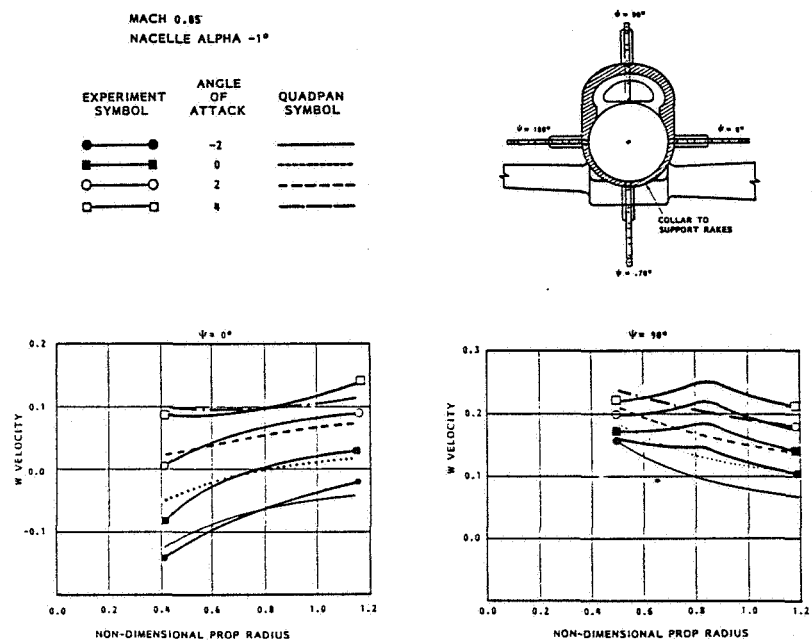 MACH 0.85
NACELLE ALPHA -1°
EXPERIMENT SYMBOL
ANGLE OF ATTACK
QUADPAN SYMBOL
-2
0
2
4
ψ = 90°
ψ = 180°
ψ = 0°
COLLAR TO
SUPPORT RAKES
ψ = -70°
ψ = 0°
0.2
0.1
0.0
-0.1
W VELOCITY
0.0 0.2 0.4 0.6 0.8 1.0 1.2
NON-DIMENSIONAL PROP RADIUS
ψ = 90°
0.3
0.2
0.1
0.0
W VELOCITY
0.0 0.2 0.4 0.6 0.8 1.0 1.2
NON-DIMENSIONAL PROP RADIUS